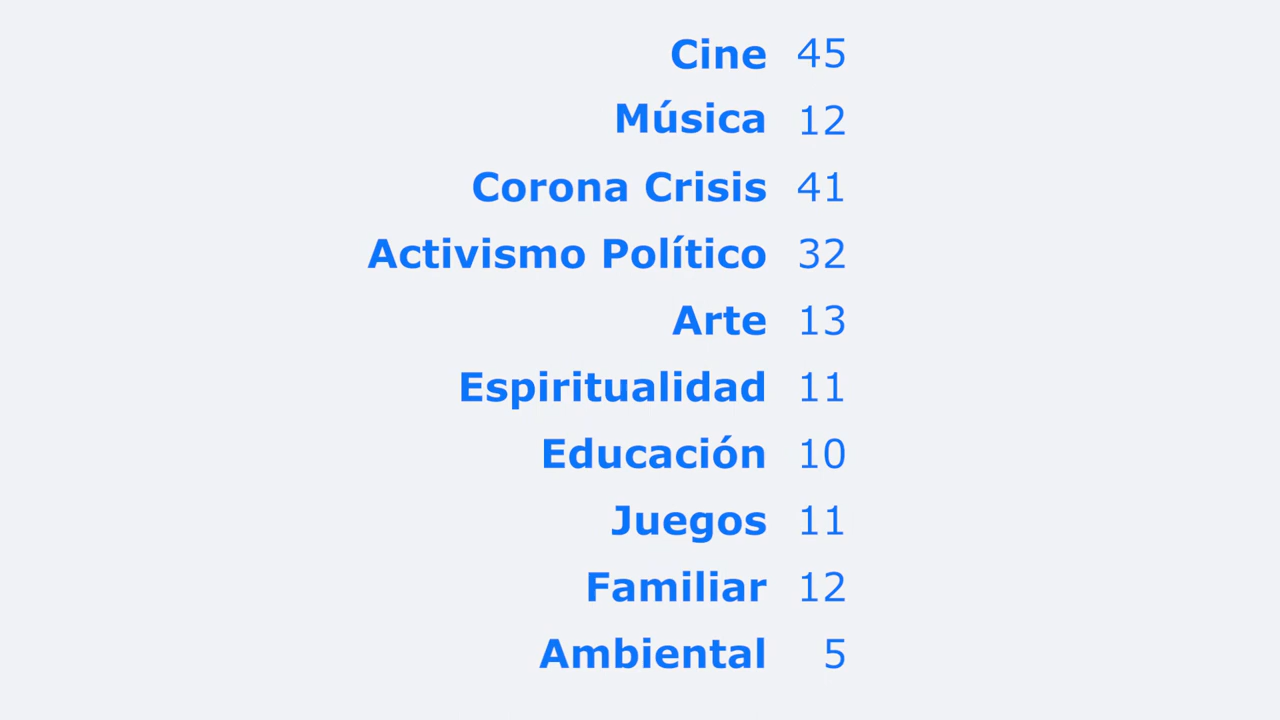 Cine 45
Música 12
Corona Crisis 41
Activismo Político 32
Arte 13
Espiritualidad 11
Educación 10
Juegos 11
Familiar 12
Ambiental 5